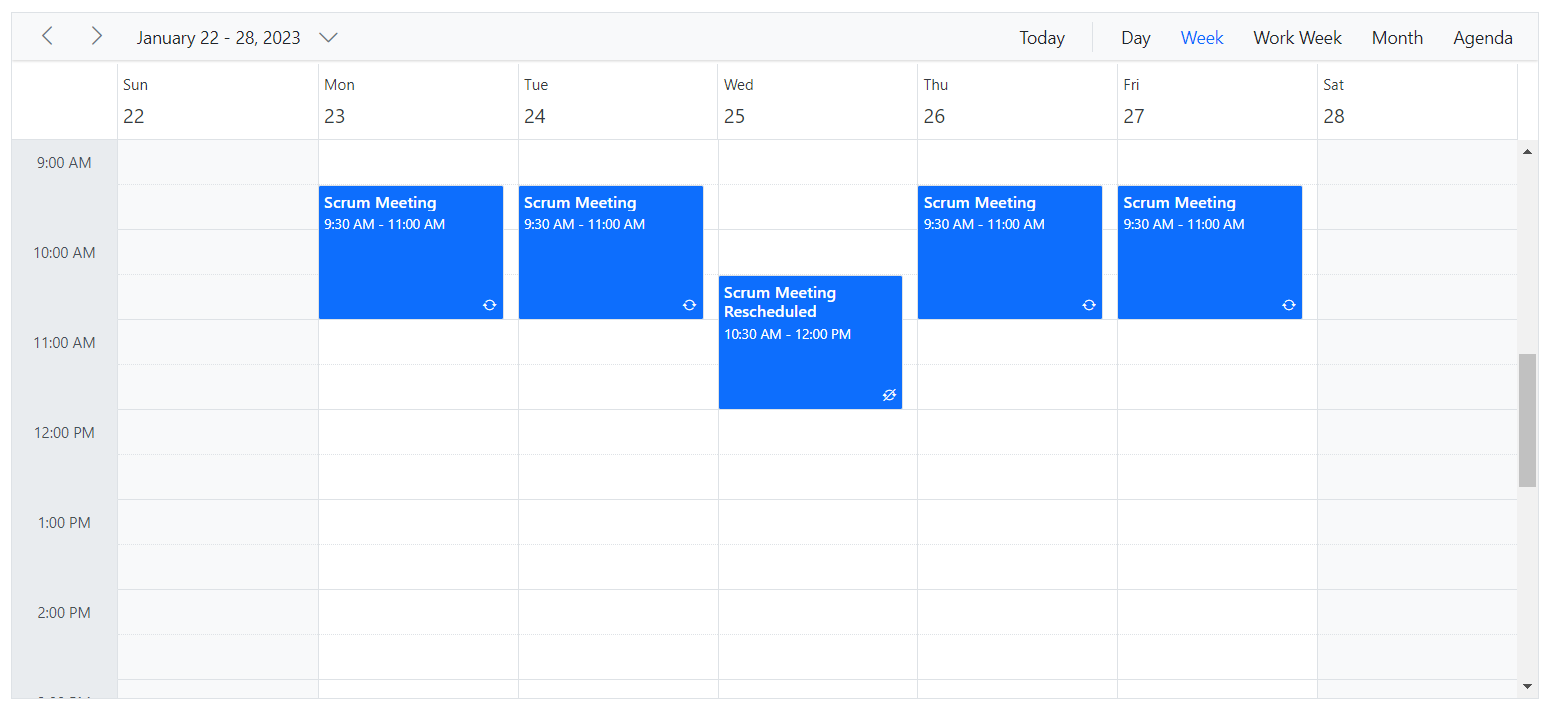 January 22 - 28, 2023 Today Day Week Work Week Month Agenda
Sun Mon Tue Wed Thu Fri Sat
22 23 24 25 26 27 28
9:00 AM
Scrum Meeting Scrum Meeting Scrum Meeting Scrum Meeting
9:30 AM - 11:00 AM 9:30 AM - 11:00 AM 9:30 AM - 11:00 AM 9:30 AM - 11:00 AM
10:00 AM
Scrum Meeting
Rescheduled
10:30 AM - 12:00 PM
11:00 AM
12:00 PM
1:00 PM
2:00 PM